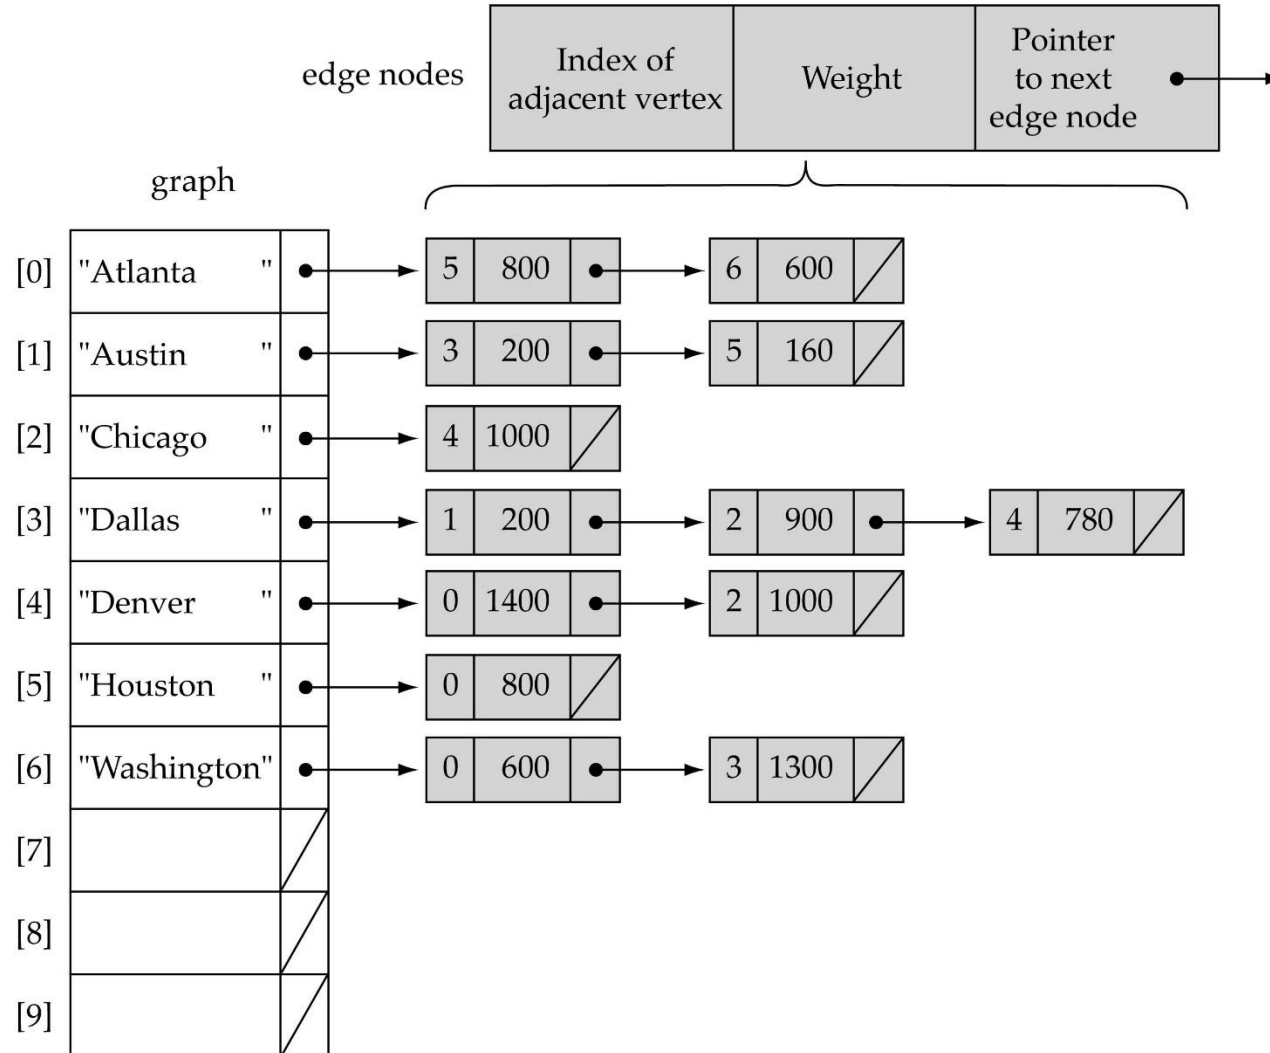 edge nodes
Index of
adjacent vertex
Weight
Pointer
to next
edge node
graph
[0] "Atlanta " 5 800 6 600
[1] "Austin " 3 200 5 160
[2] "Chicago " 4 1000
[3] "Dallas " 1 200 2 900 4 780
[4] "Denver " 0 1400 2 1000
[5] "Houston " 0 800
[6] "Washington" 0 600 3 1300
[7]
[8]
[9]